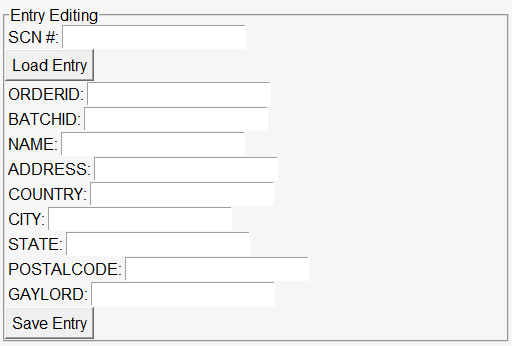 Entry Editing
SCN #:
Load Entry
ORDERID:
BATCHID:
NAME:
ADDRESS:
COUNTRY:
CITY:
STATE:
POSTALCODE:
GAYLORD:
Save Entry